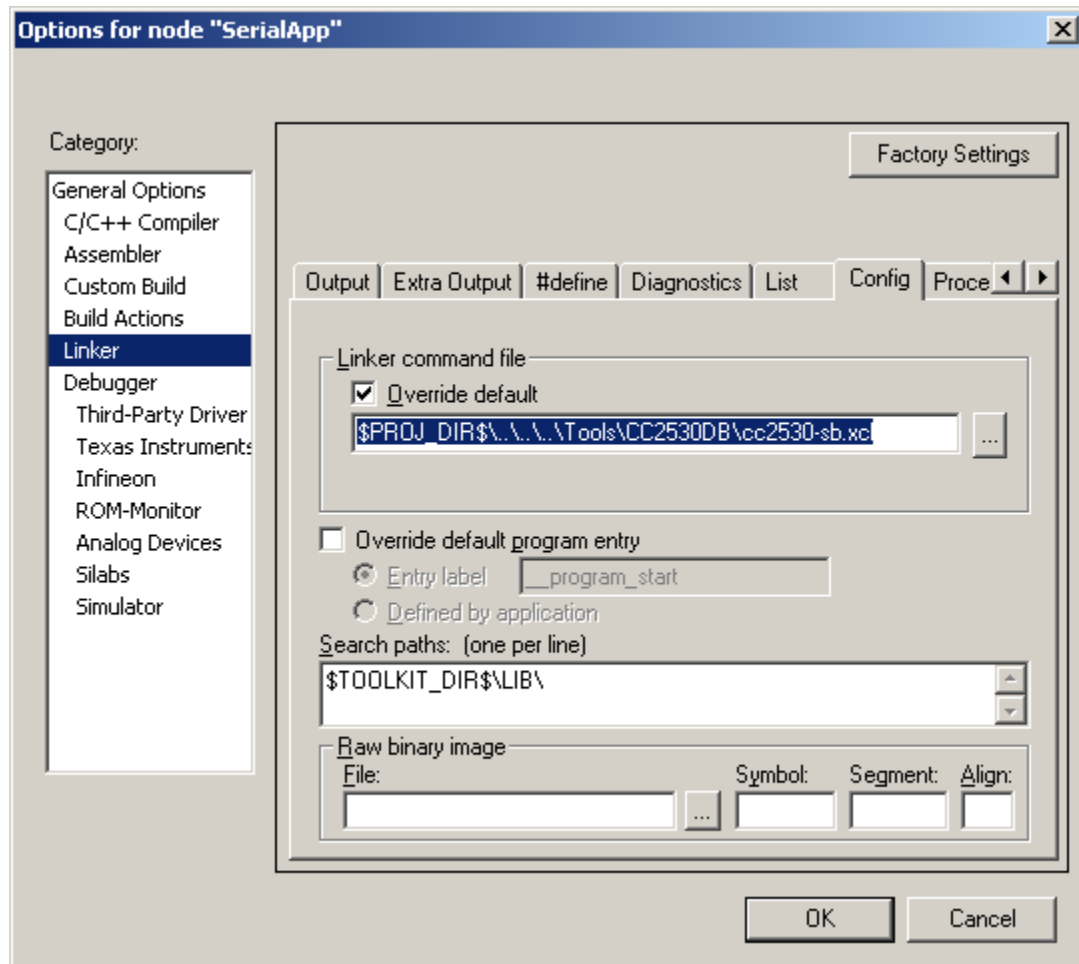 Options for node "SerialApp"
Category:
Factory Settings
General Options
C/C++ Compiler
Assembler
Custom Build
Build Actions
Linker
Debugger
Third-Party Driver
Texas Instruments
Infineon
ROM-Monitor
Analog Devices
Silabs
Simulator
Output Extra Output #define Diagnostics List Config Proce
Linker command file
Override default
$PROJ_DIR$\..\..\..\Tools\CC2530DB\cc2530-sb.xcl
...
Override default program entry
Entry label __program_start
Defined by application
Search paths: (one per line)
$TOOLKIT_DIR$\LIB\
Raw binary image
File: Symbol: Segment: Align:
...
OK Cancel